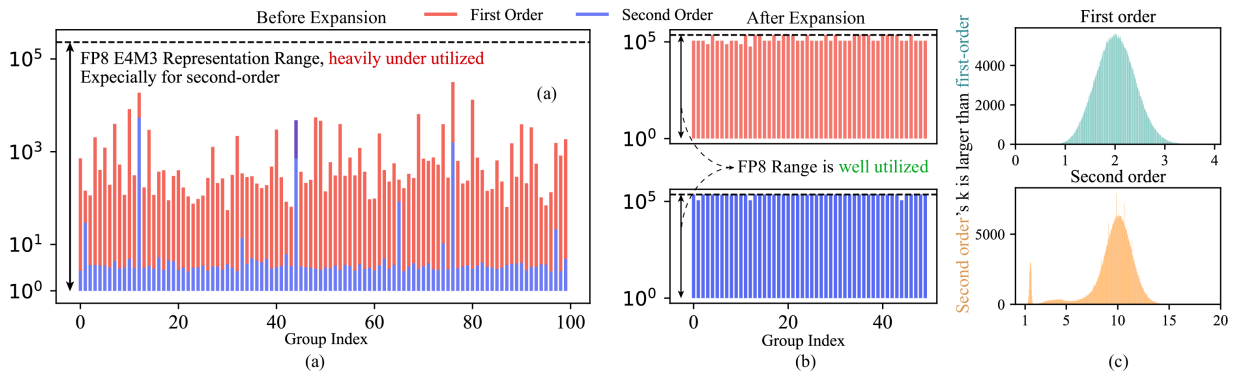 Before Expansion
First Order
Second Order
After Expansion
First order
10^5
10^3
10^1
10^0
FP8 E4M3 Representation Range, heavily under utilized
Expecially for second-order
(a)
0
20
40
60
80
100
Group Index
(a)
10^5
10^0
FP8 Range is well utilized
10^5
10^0
0
20
40
Group Index
(b)
Second order's k is larger than first-order
4000
2000
0
0
1
2
3
4
Second order
5000
0
1
5
10
15
20
(c)